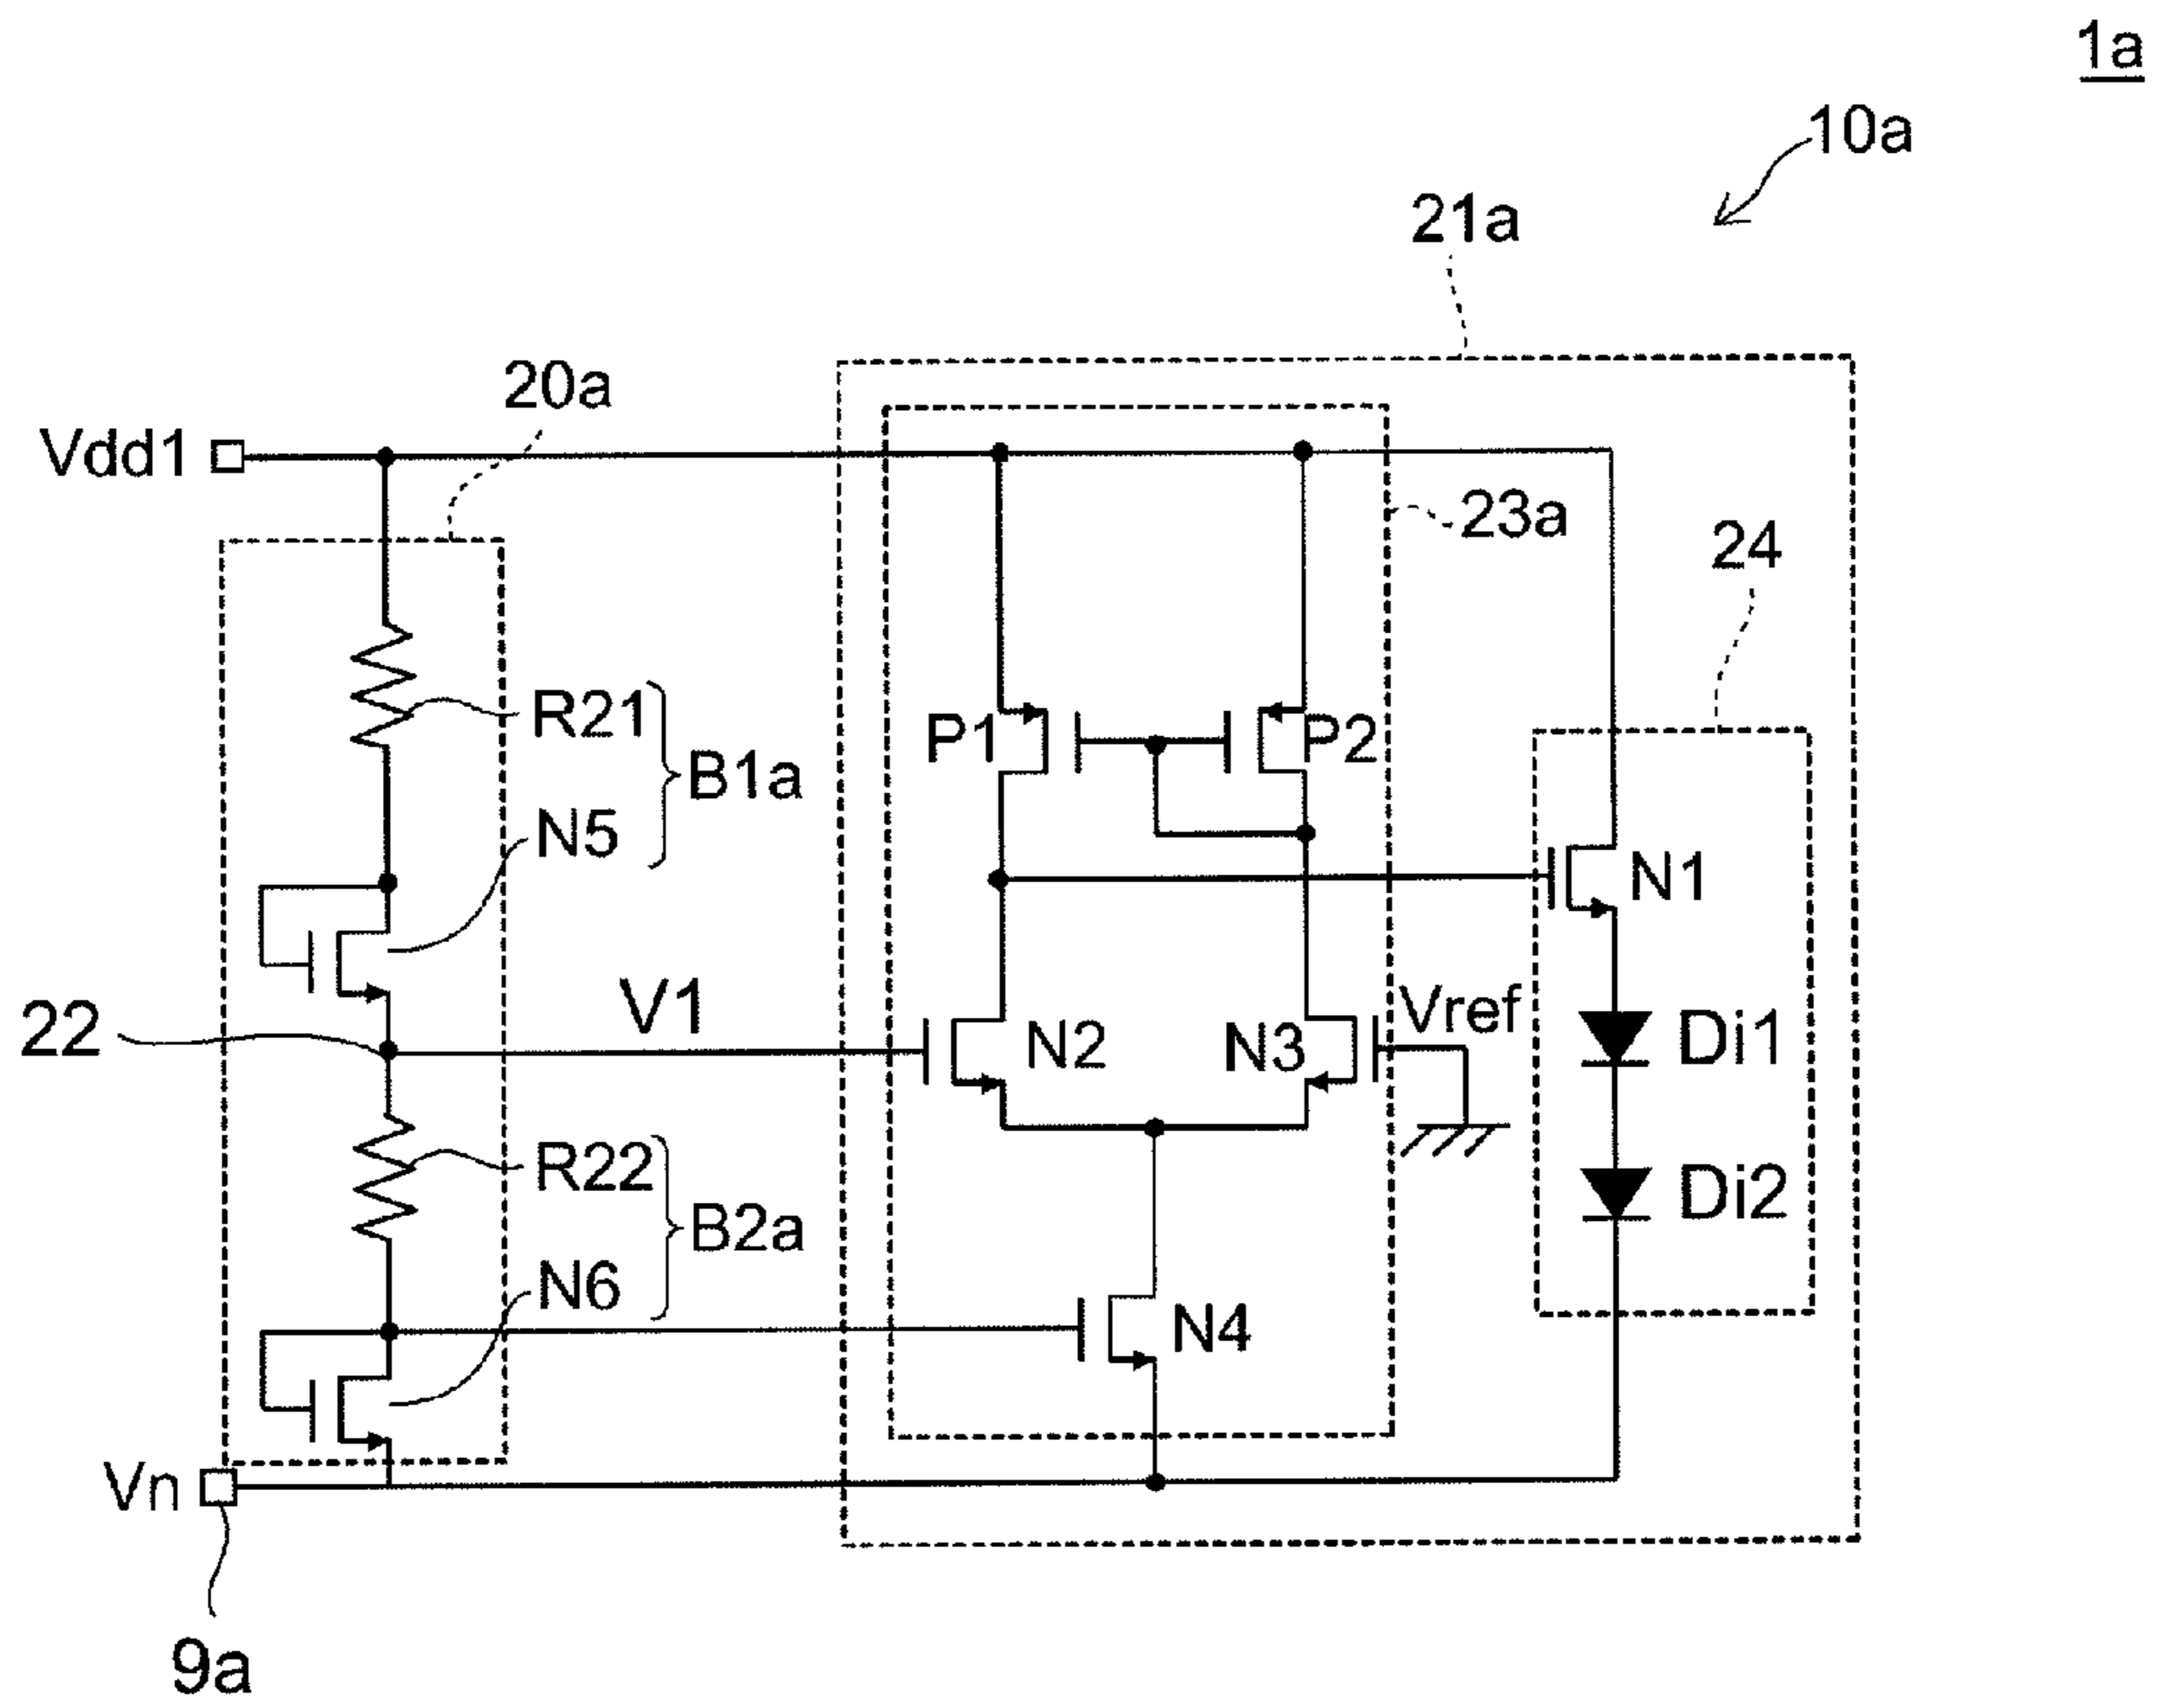 1a
10a
21a
20a
Vdd1
23a
24
R21
P1
P2
B1a
N5
N1
22
V1
N2
N3
Vref
Di1
R22
B2a
Di2
N6
N4
Vn
9a